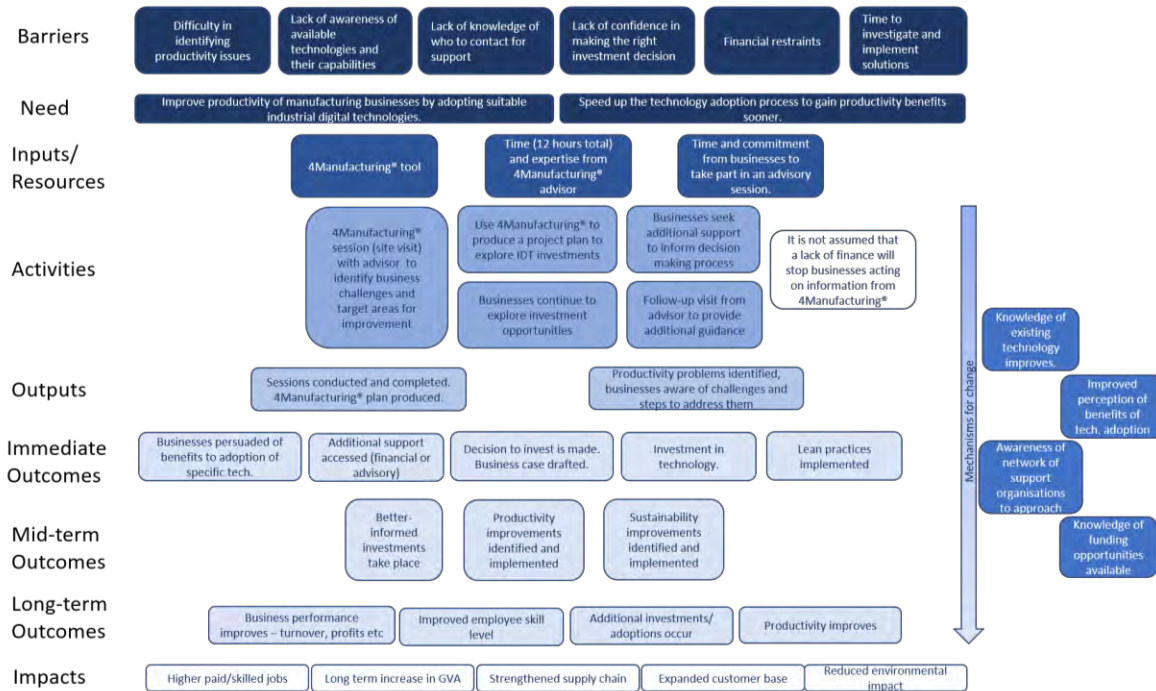 Barriers
Difficulty in
identifying
productivity issues
Lack of awareness of
available
technologies and
their capabilities
Lack of knowledge of
who to contact for
support
Lack of confidence in
making the right
investment decision
Financial restraints
Time to
investigate and
implement
solutions
Need
Improve productivity of manufacturing businesses by adopting suitable
industrial digital technologies.
Speed up the technology adoption process to gain productivity benefits
sooner.
Inputs/
Resources
4Manufacturing® tool
Time (12 hours total)
and expertise from
4Manufacturing®
advisor
Time and commitment
from businesses to
take part in an advisory
session.
Activities
4Manufacturing®
session (site visit)
with advisor to
identify business
challenges and
target areas for
improvement
Use 4Manufacturing® to
produce a project plan to
explore IDT investments
Businesses seek
additional support
to inform decision
making process
Businesses continue to
explore investment
opportunities
Follow-up visit from
advisor to provide
additional guidance
It is not assumed that
a lack of finance will
stop businesses acting
on information from
4Manufacturing®
Outputs
Sessions conducted and completed.
4Manufacturing® plan produced.
Productivity problems identified,
businesses aware of challenges and
steps to address them
Immediate
Outcomes
Businesses persuaded of
benefits to adoption of
specific tech.
Additional support
accessed (financial or
advisory)
Decision to invest is made.
Business case drafted.
Investment in
technology.
Lean practices
implemented
Mid-term
Outcomes
Better-
informed
investments
take place
Productivity
improvements
identified and
implemented
Sustainability
improvements
identified and
implemented
Long-term
Outcomes
Business performance
improves – turnover, profits etc
Improved employee skill
level
Additional investments/
adoptions occur
Productivity improves
Impacts
Higher paid/skilled jobs
Long term increase in GVA
Strengthened supply chain
Expanded customer base
Reduced environmental
impact
Mechanisms for change
Knowledge of
existing
technology
improves.
Improved
perception of
benefits of
tech. adoption
Awareness of
network of
support
organisations
to approach
Knowledge of
funding
opportunities
available